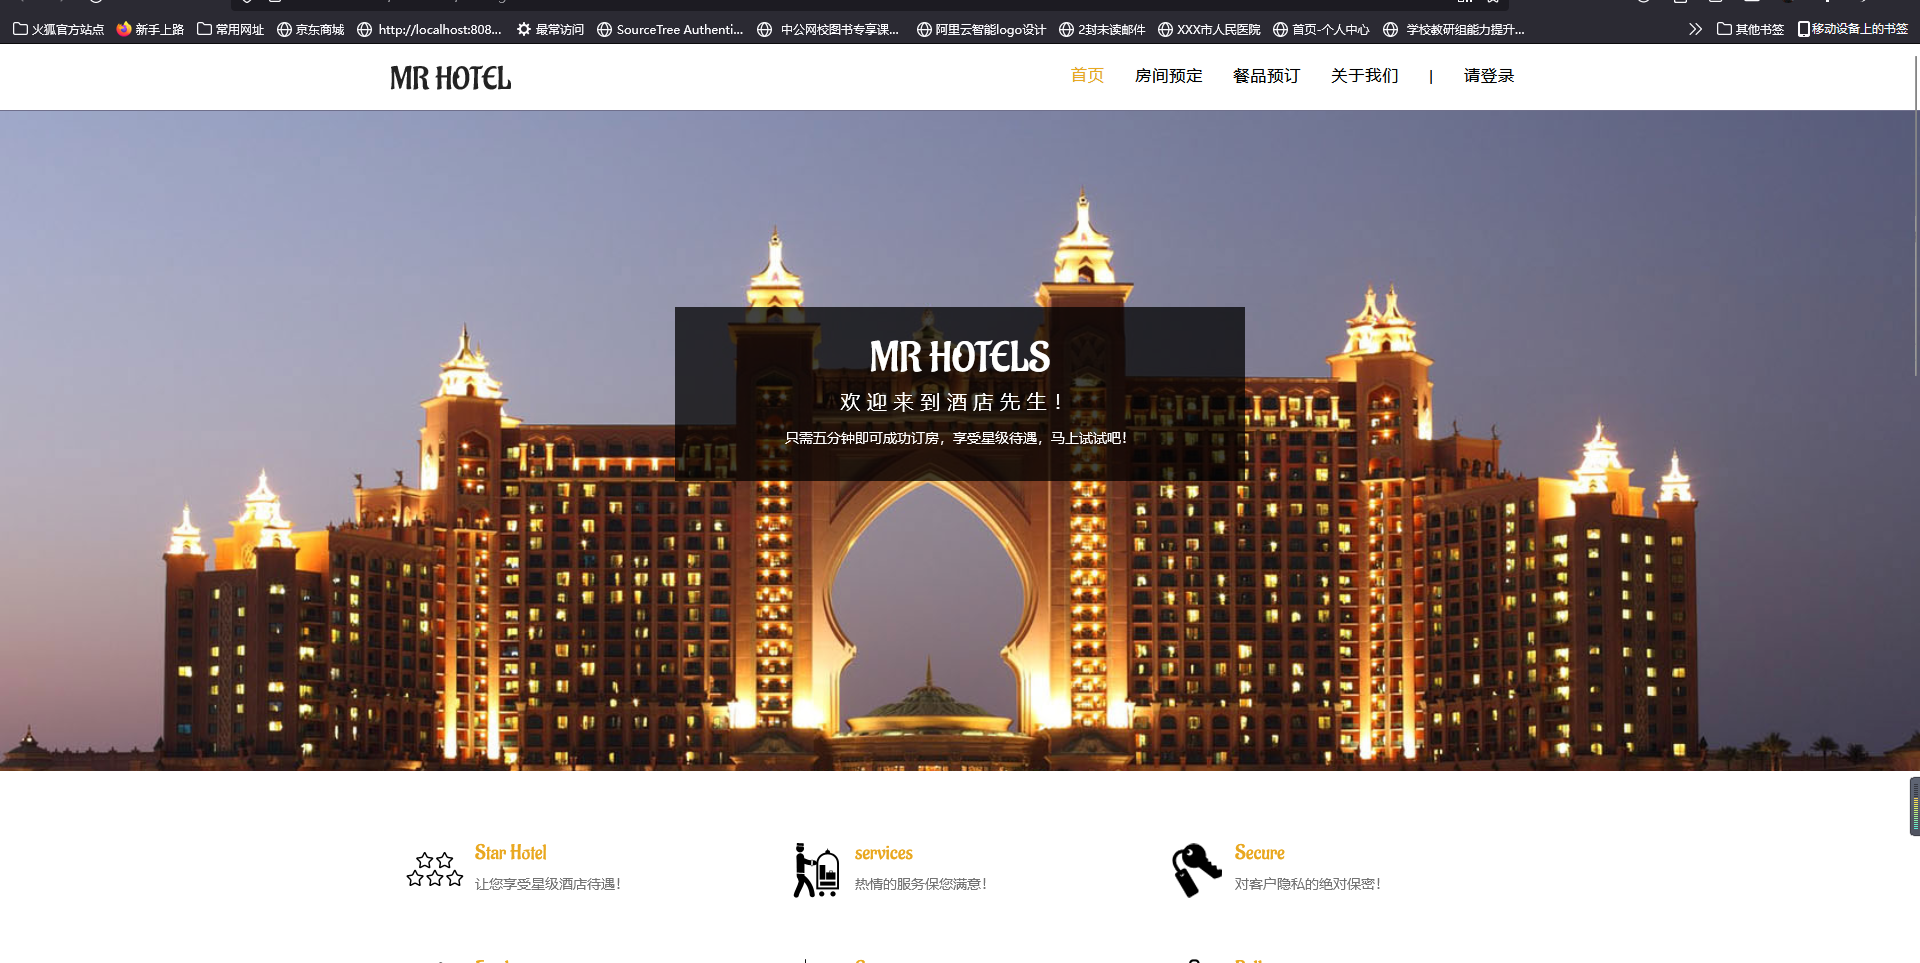 火狐官方站点 新手上路 常用网址 京东商城 http://localhost:808... 最常访问 SourceTree Authenti... 中公网校图书专享课... 阿里云智能logo设计 2封未读邮件 XXX市人民医院 首页-个人中心 学校教研组能力提升... 其他书签 移动设备上的书签
MR HOTEL 首页 房间预定 餐品预订 关于我们 | 请登录
MR HOTELS
欢迎来到酒店先生！
只需五分钟即可成功订房，享受星级待遇，马上试试吧！
Star Hotel services Secure
让您享受星级酒店待遇！ 热情的服务保您满意！ 对客户隐私的绝对保密！